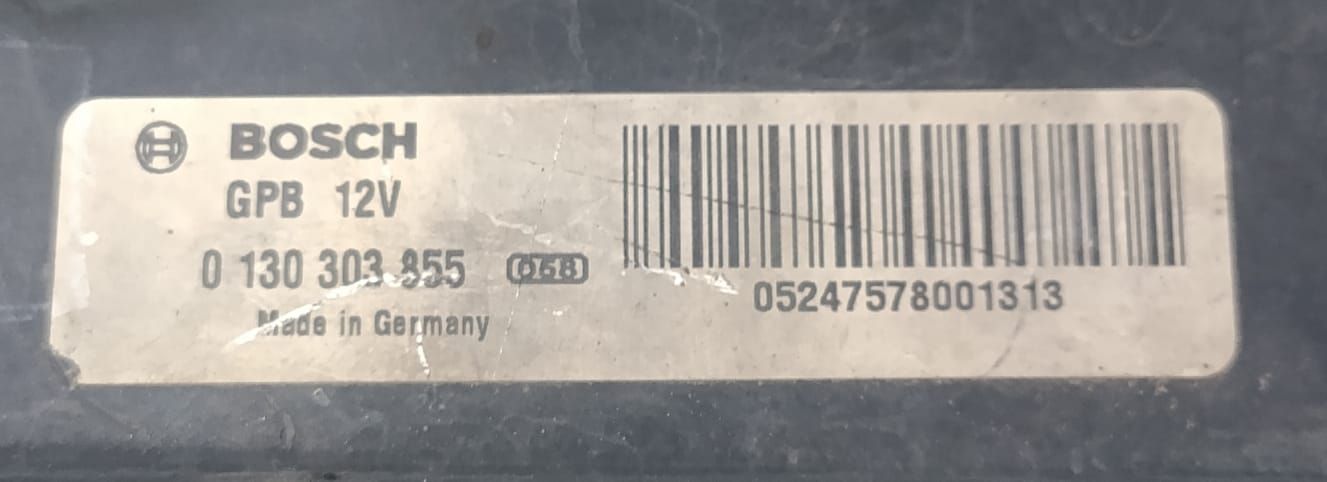 BOSCH
GPB 12V
0 130 303 855 058
Made in Germany
05247578001313